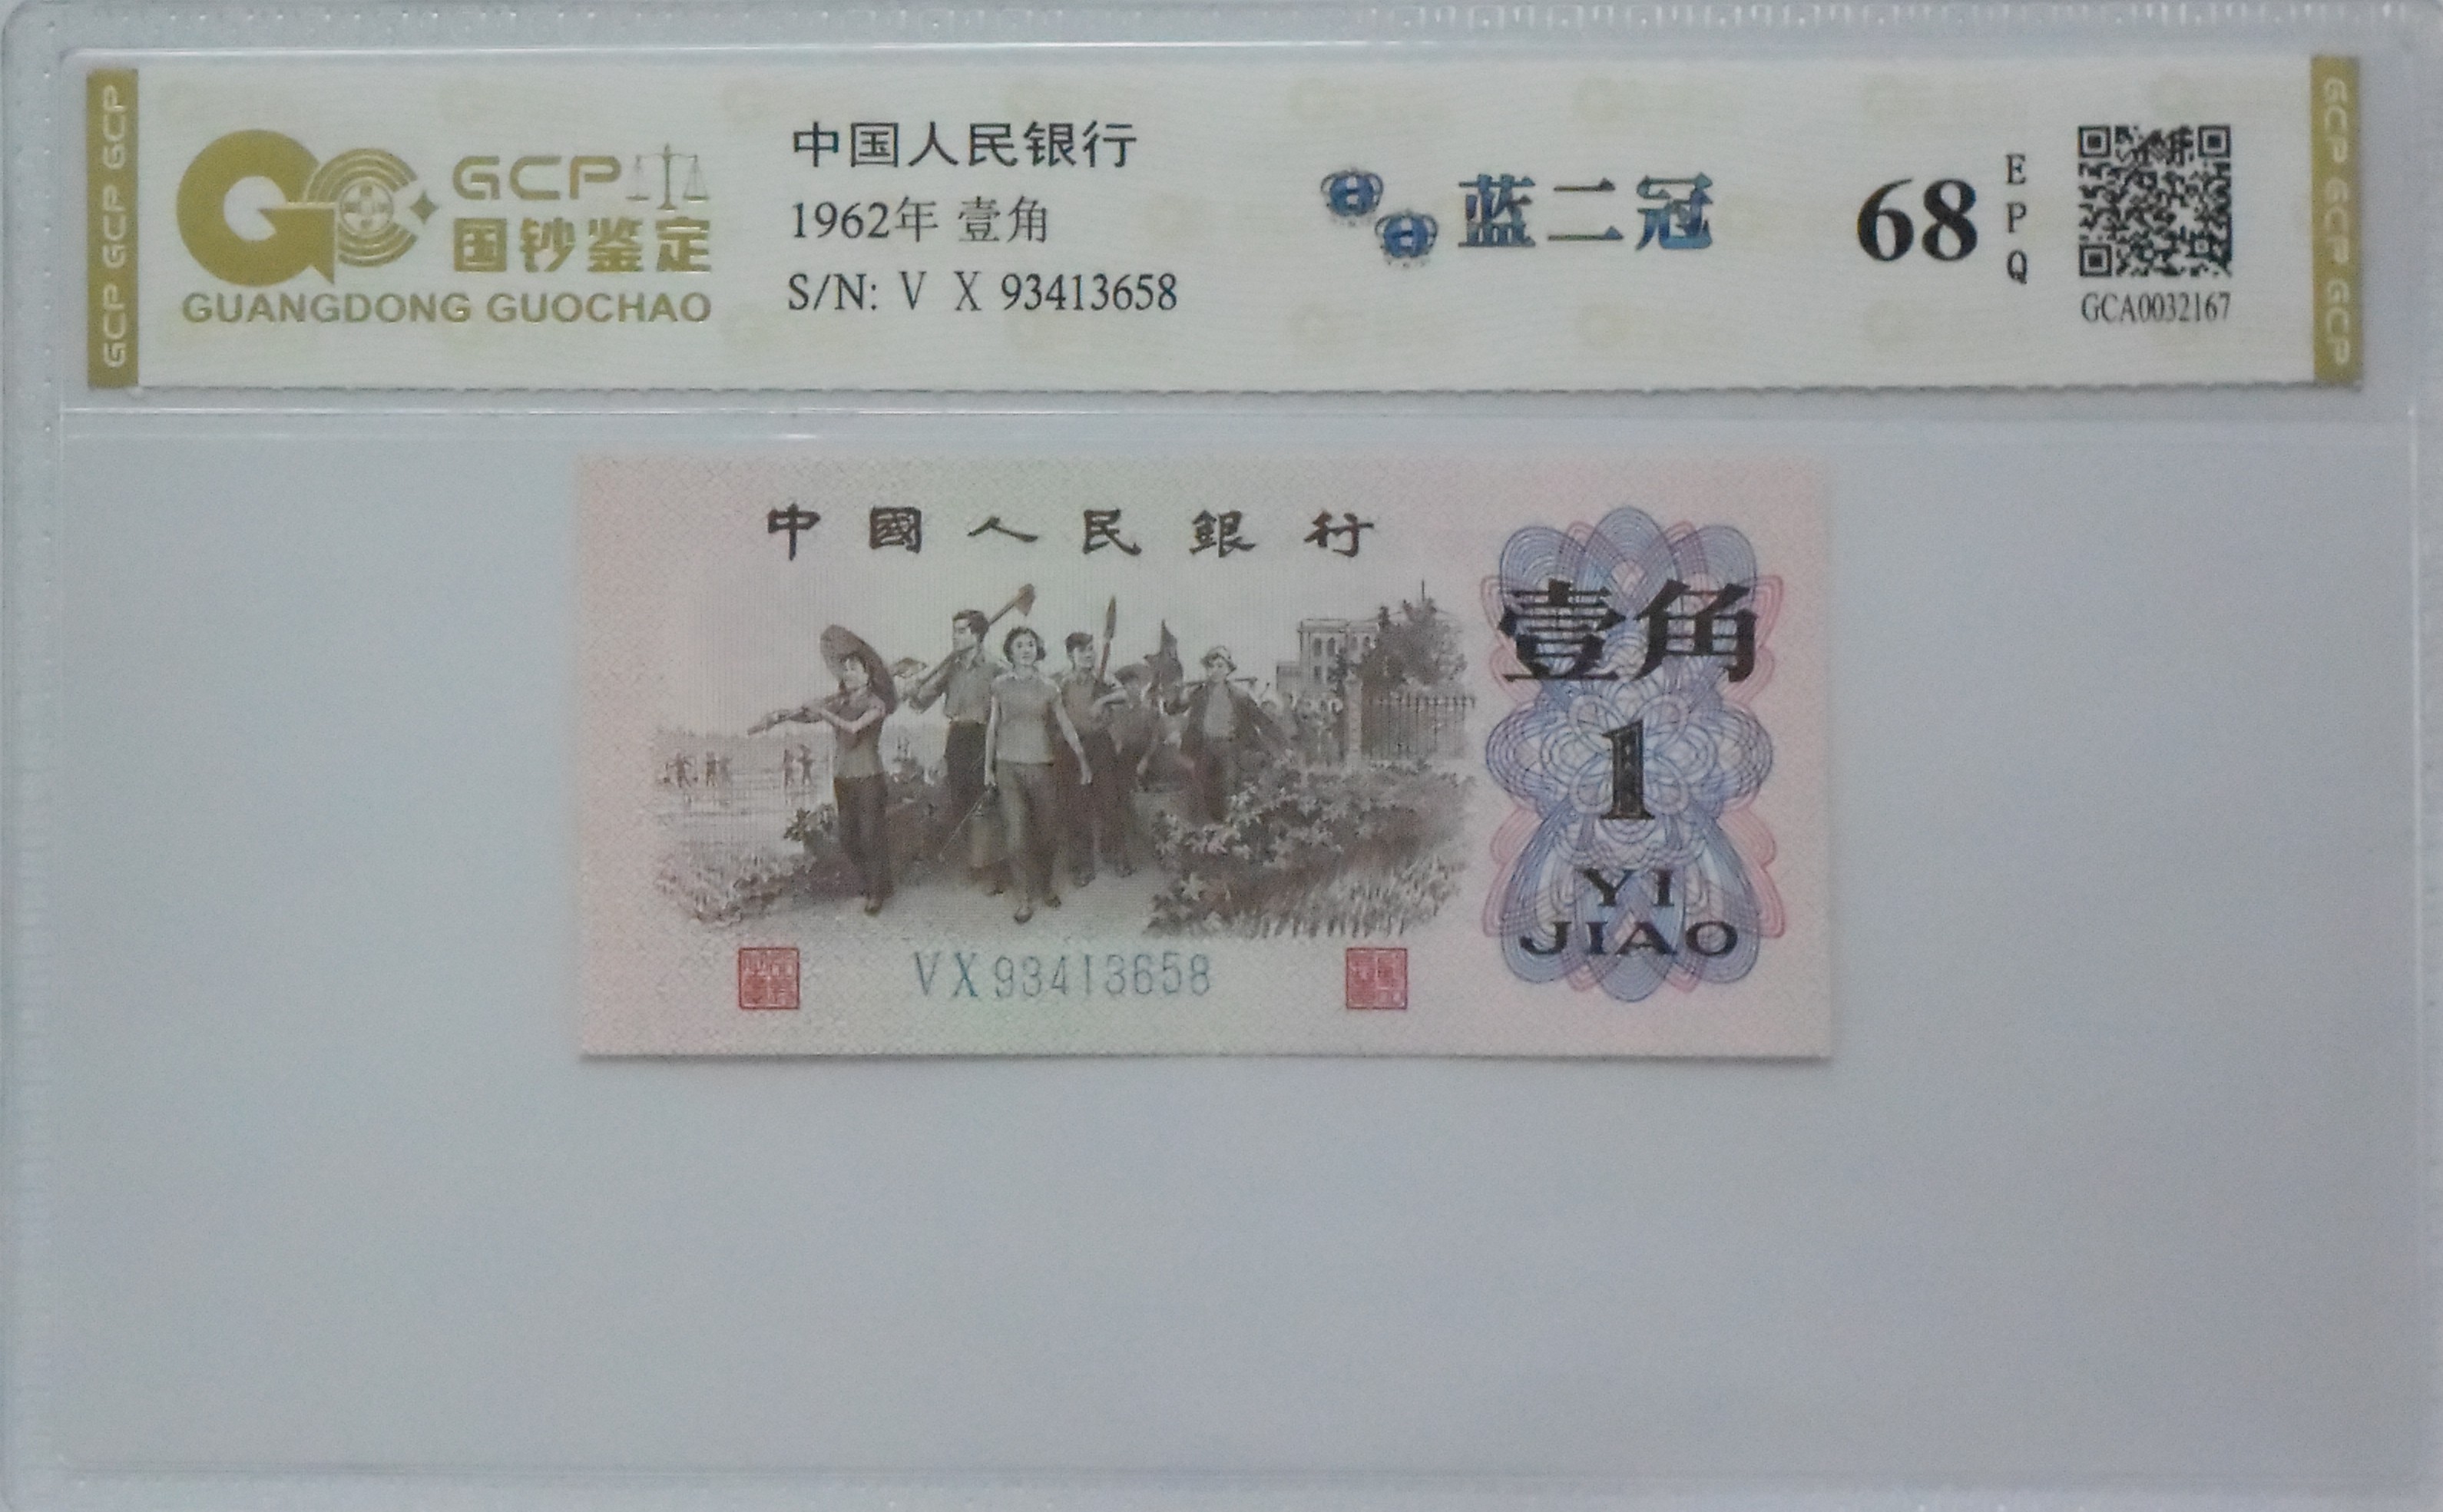 GCP GCP GCP
GCP
国钞鉴定
GUANGDONG GUOCHAO
中国人民银行
1962年 壹角
S/N: V X 93413658
蓝二冠
68
EPQ
GCA0032167
GCP GCP GCP
中國人民銀行
壹角
1
YI
JIAO
VX93413658